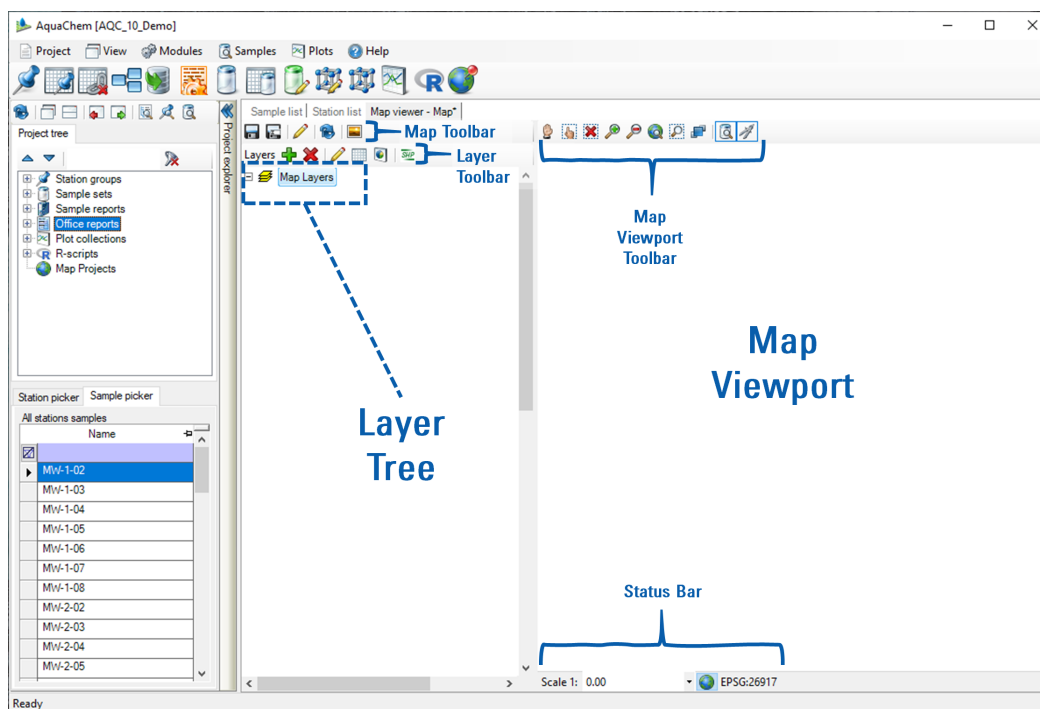 AquaChem [AQC_10_Demo]
Project View Modules Samples Plots Help
Project tree
Station groups
Sample sets
Sample reports
Office reports
Plot collections
R-scripts
Map Projects
Station picker Sample picker
All stations samples
Name
MW-1-02
MW-1-03
MW-1-04
MW-1-05
MW-1-06
MW-1-07
MW-1-08
MW-2-02
MW-2-03
MW-2-04
MW-2-05
Project explorer
Sample list Station list Map viewer - Map*
Map Toolbar
Layers
SHP
Layer
Toolbar
Map Layers
Layer
Tree
Map
Viewport
Toolbar
Map
Viewport
Status Bar
Scale 1: 0.00 EPSG:26917
Ready